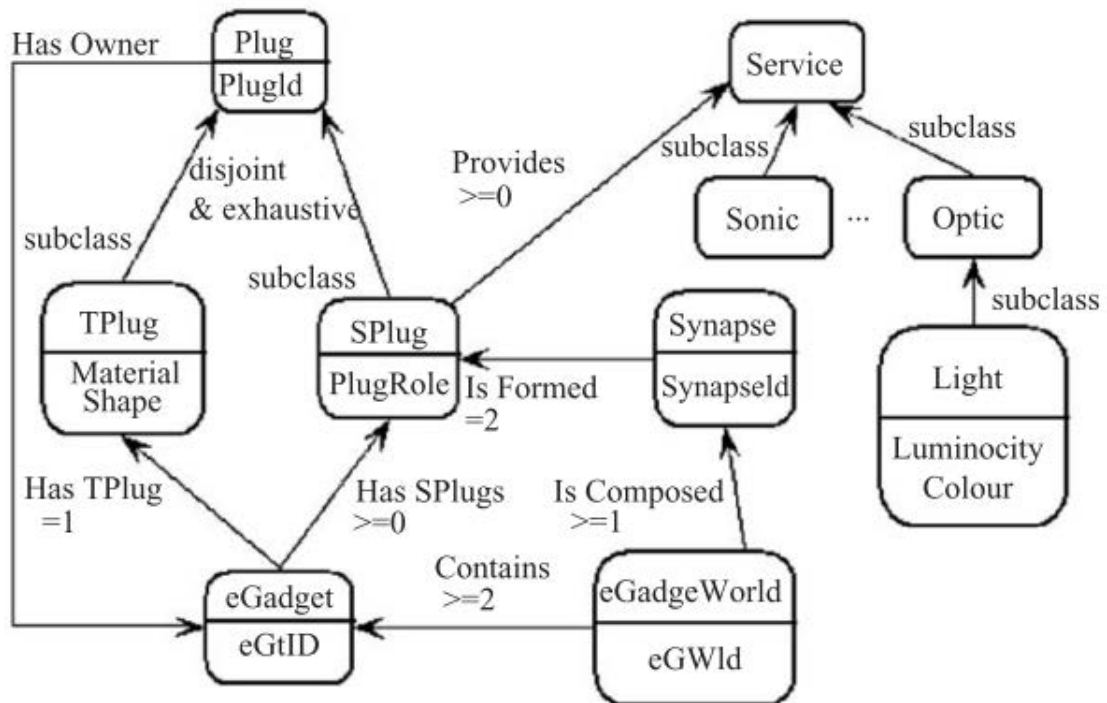 Has Owner
Plug
PlugId
Service
disjoint
& exhaustive
Provides
>=0
subclass
subclass
Sonic
...
Optic
subclass
subclass
subclass
TPlug
Material
Shape
SPlug
PlugRole
Synapse
SynapseId
Is Formed
=2
Light
Luminocity
Colour
Has TPlug
=1
Has SPlugs
>=0
Is Composed
>=1
Contains
>=2
eGadget
eGtID
eGadgeWorld
eGWld